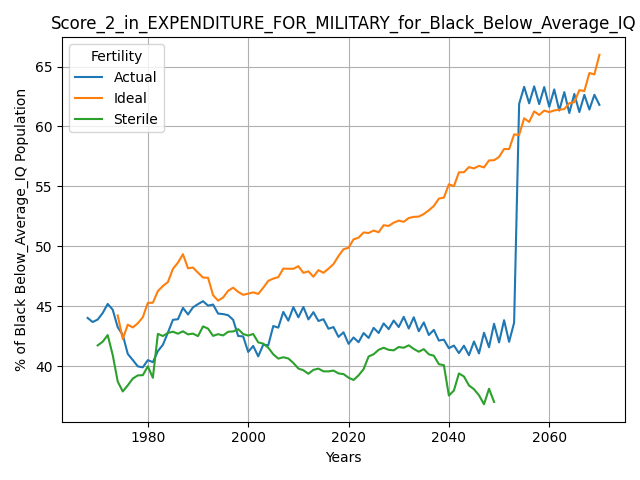 Score_2_in_EXPENDITURE_FOR_MILITARY_for_Black_Below_Average_IQ
Fertility
Actual
Ideal
Sterile
% of Black Below_Average_IQ Population
65
60
55
50
45
40
1980
2000
2020
2040
2060
Years